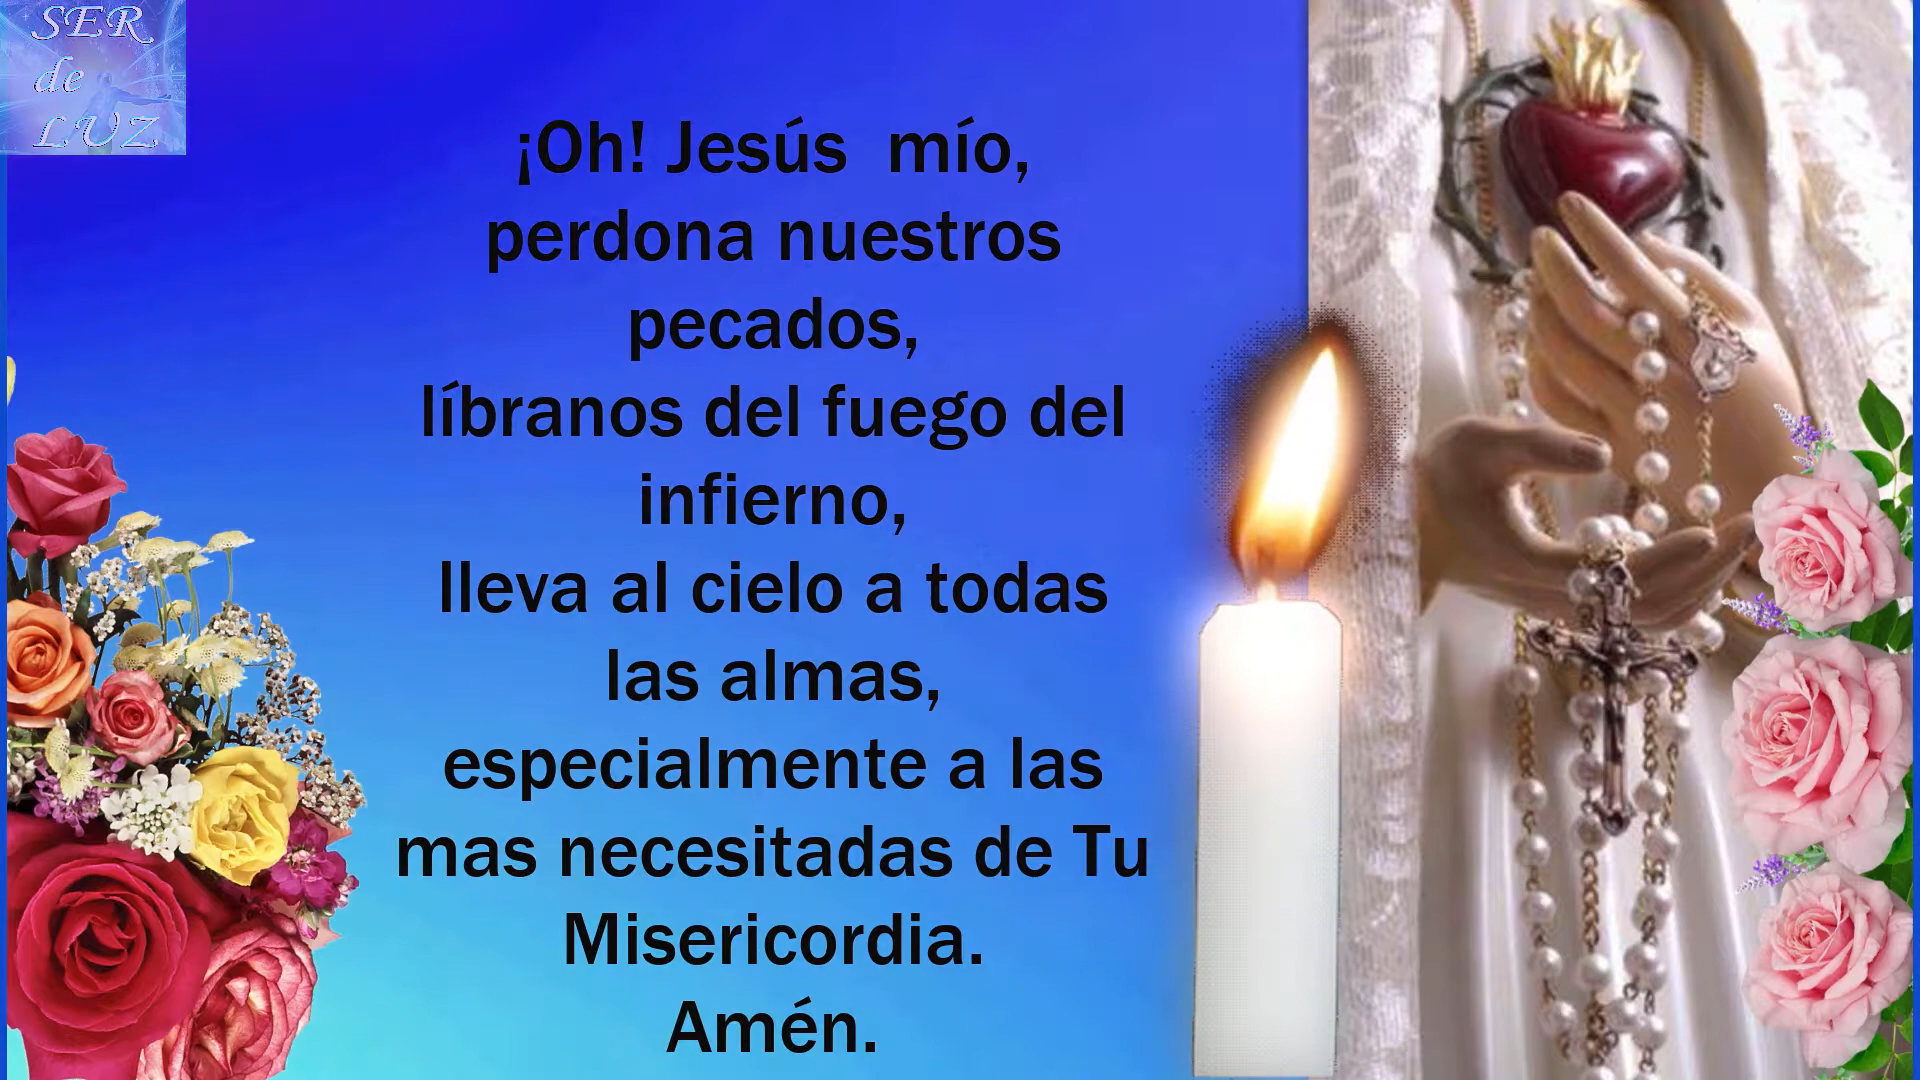 SER
de
LUZ
¡Oh! Jesús  mío,
perdona nuestros
pecados,
líbranos del fuego del
infierno,
lleva al cielo a todas
las almas,
especialmente a las
mas necesitadas de Tu
Misericordia.
Amén.